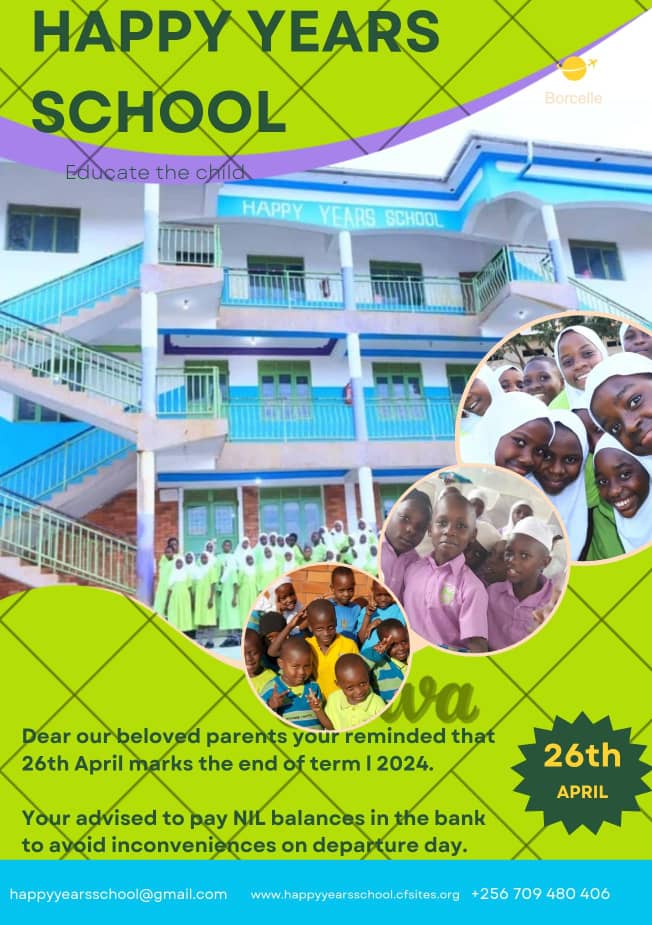 HAPPY YEARS
SCHOOL
Borcelle
Educate the child
HAPPY YEARS SCHOOL
Dear our beloved parents your reminded that
26th April marks the end of term I 2024.
26th
APRIL
Your advised to pay NIL balances in the bank
to avoid inconveniences on departure day.
happyyearsschool@gmail.com www.happyyearsschool.cfsites.org +256 709 480 406